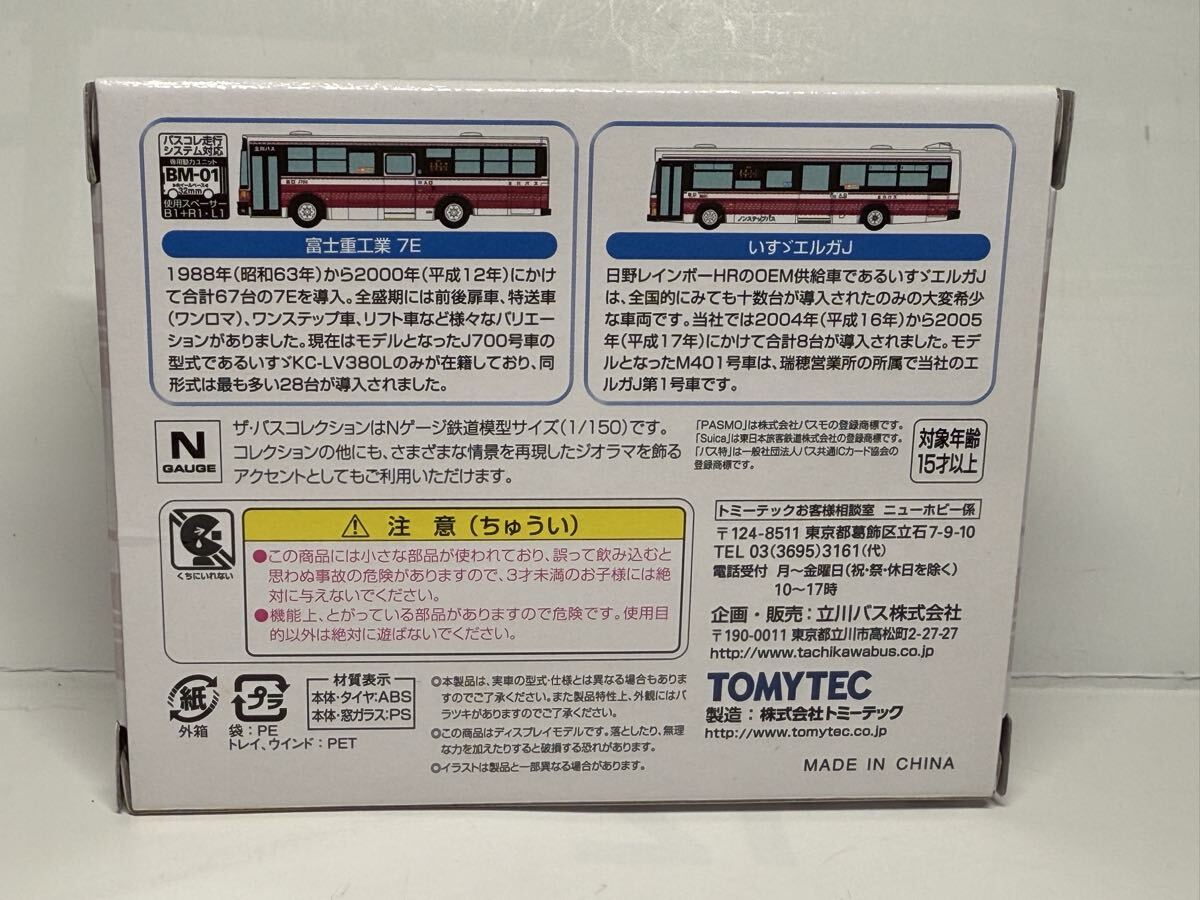 バスコレ走行
システム対応
専用動力ユニット
BM-01
ホイールベース
32mm
使用スペーサー
B1+R1・L1
立川バス
富士重工業 7E
1988年(昭和63年)から2000年(平成12年)にかけ
て合計67台の7Eを導入。全盛期には前後扉車、特送車
(ワンロマ)、ワンステップ車、リフト車など様々なバリエー
ションがありました。現在はモデルとなったJ700号車の
型式であるいすゞKC-LV380Lのみが在籍しており、同
形式は最も多い28台が導入されました。
ノンステップバス
いすゞエルガJ
日野レインボーHRのOEM供給車であるいすゞエルガJ
は、全国的にみても十数台が導入されたのみの大変希少
な車両です。当社では2004年(平成16年)から2005
年(平成17年)にかけて合計8台が導入されました。モデ
ルとなったM401号車は、瑞穂営業所の所属で当社のエ
ルガJ第1号車です。
N
GAUGE
ザ・バスコレクションはNゲージ鉄道模型サイズ(1/150)です。
コレクションの他にも、さまざまな情景を再現したジオラマを飾る
アクセントとしてもご利用いただけます。
「PASMO」は株式会社パスモの登録商標です。
「Suica」は東日本旅客鉄道株式会社の登録商標です。
「バス特」は一般社団法人バス共通ICカード協会の
登録商標です。
対象年齢
15才以上
くちにいれない
⚠ 注 意(ちゅうい)
●この商品には小さな部品が使われており、誤って飲み込むと
思わぬ事故の危険がありますので、3才未満のお子様には絶
対に与えないでください。
●機能上、とがっている部品がありますので危険です。使用目
的以外は絶対に遊ばないでください。
トミーテックお客様相談室 ニューホビー係
〒124-8511 東京都葛飾区立石7-9-10
TEL 03(3695)3161(代)
電話受付 月〜金曜日(祝・祭・休日を除く)
10〜17時
企画・販売:立川バス株式会社
〒190-0011 東京都立川市高松町2-27-27
http://www.tachikawabus.co.jp
紙
外箱
プラ
袋:PE
トレイ、ウインド:PET
材質表示
本体・タイヤ:ABS
本体・窓ガラス:PS
◎本製品は、実車の型式・仕様とは異なる場合もありま
すのでご了承ください。また製品特性上、外観にはバ
ラツキがありますのでご了承ください。
◎この商品はディスプレイモデルです。落としたり、無理
な力を加えたりすると破損する恐れがあります。
◎イラストは製品と一部異なる場合があります。
TOMYTEC
製造:株式会社トミーテック
http://www.tomytec.co.jp
MADE IN CHINA